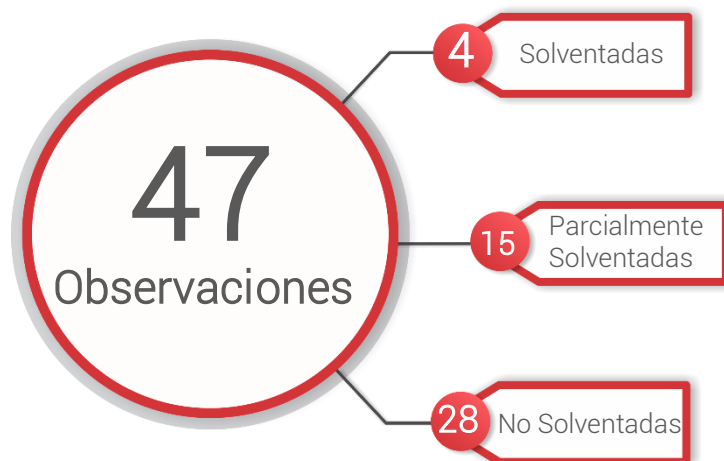 47
Observaciones
4
Solventadas
15
Parcialmente
Solventadas
28
No Solventadas